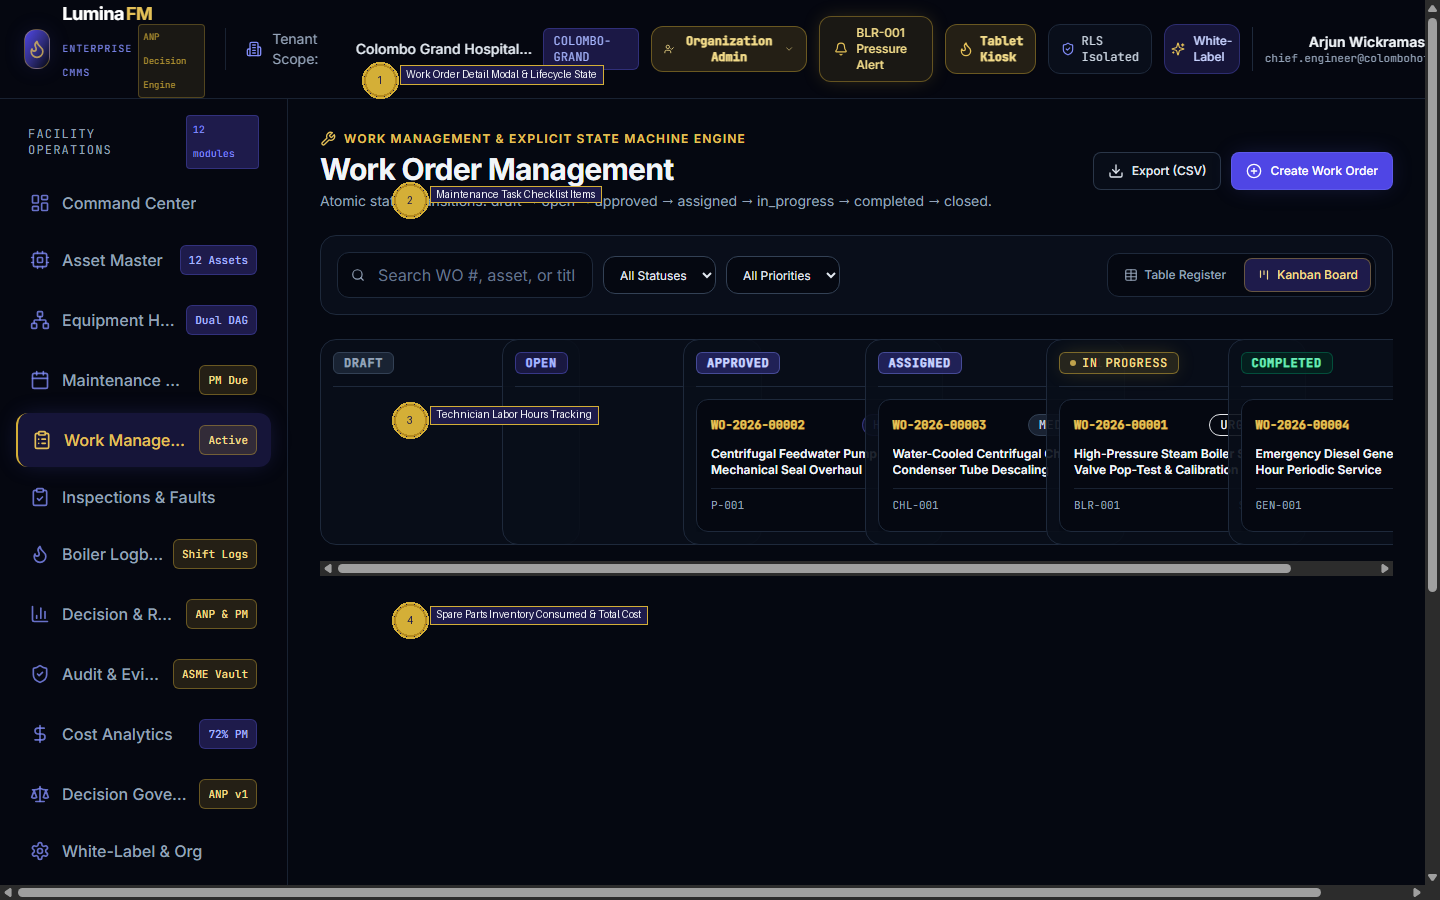 LuminaFM
ENTERPRISE
CMMS
ANP
Decision
Engine
Tenant
Scope:
Colombo Grand Hospital...
COLOMBO-
GRAND
Organization
Admin
BLR-001
Pressure
Alert
Tablet
Kiosk
RLS
Isolated
White-
Label
Arjun Wickramas
chief.engineer@colomboho
1
Work Order Detail Modal & Lifecycle State
FACILITY
OPERATIONS
12
modules
Command Center
Asset Master
12 Assets
Equipment H...
Dual DAG
Maintenance ...
PM Due
Work Manage...
Active
Inspections & Faults
Boiler Logb...
Shift Logs
Decision & R...
ANP & PM
Audit & Evi...
ASME Vault
Cost Analytics
72% PM
Decision Gove...
ANP v1
White-Label & Org
WORK MANAGEMENT & EXPLICIT STATE MACHINE ENGINE
Work Order Management
2
Maintenance Task Checklist Items
Atomic approved → assigned → in_progress → completed → closed.
Export (CSV)
Create Work Order
Search WO #, asset, or titl
All Statuses
All Priorities
Table Register
Kanban Board
DRAFT
OPEN
APPROVED
WO-2026-00002
Centrifugal Feedwater Pump
Mechanical Seal Overhaul
P-001
ASSIGNED
WO-2026-00003
Water-Cooled Centrifugal
Condenser Tube Descaling
CHL-001
IN PROGRESS
WO-2026-00001
High-Pressure Steam Boiler
Valve Pop-Test & Calibration
BLR-001
COMPLETED
WO-2026-00004
Emergency Diesel Gene
Hour Periodic Service
GEN-001
3
Technician Labor Hours Tracking
4
Spare Parts Inventory Consumed & Total Cost